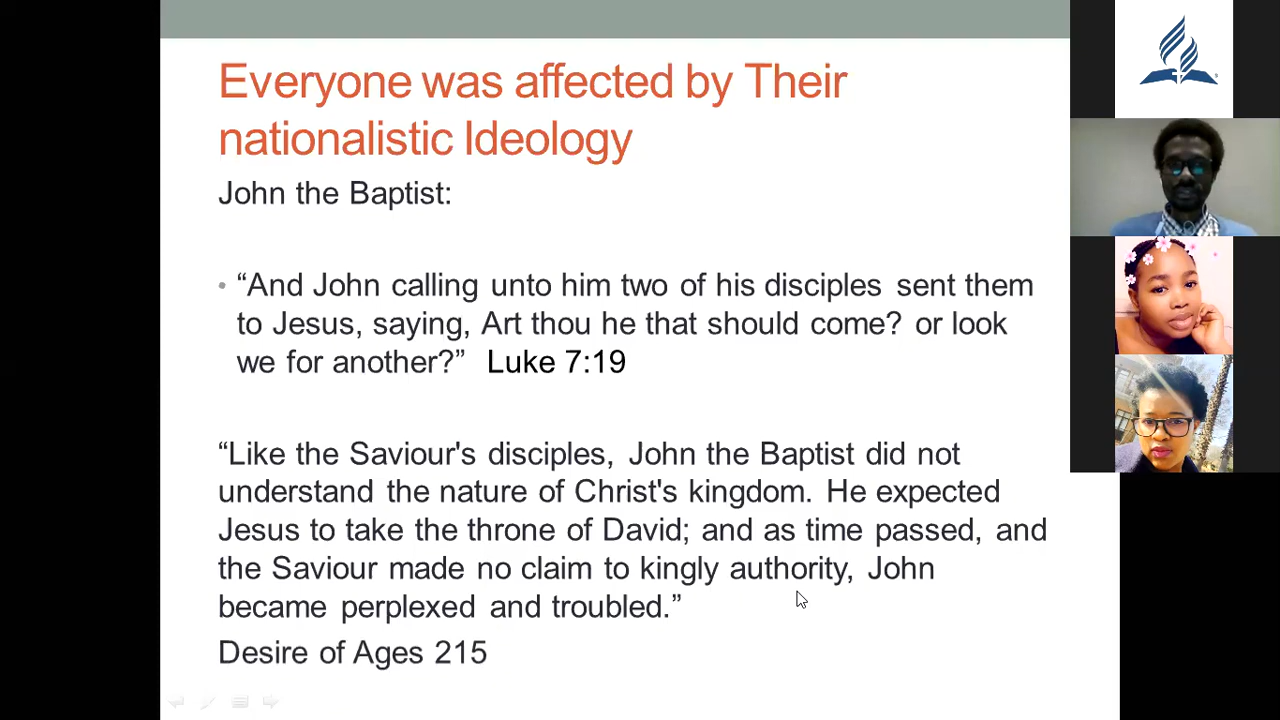 Everyone was affected by Their
nationalistic Ideology
John the Baptist:
• “And John calling unto him two of his disciples sent them
to Jesus, saying, Art thou he that should come? or look
we for another?” Luke 7:19
“Like the Saviour's disciples, John the Baptist did not
understand the nature of Christ's kingdom. He expected
Jesus to take the throne of David; and as time passed, and
the Saviour made no claim to kingly authority, John
became perplexed and troubled.”
Desire of Ages 215